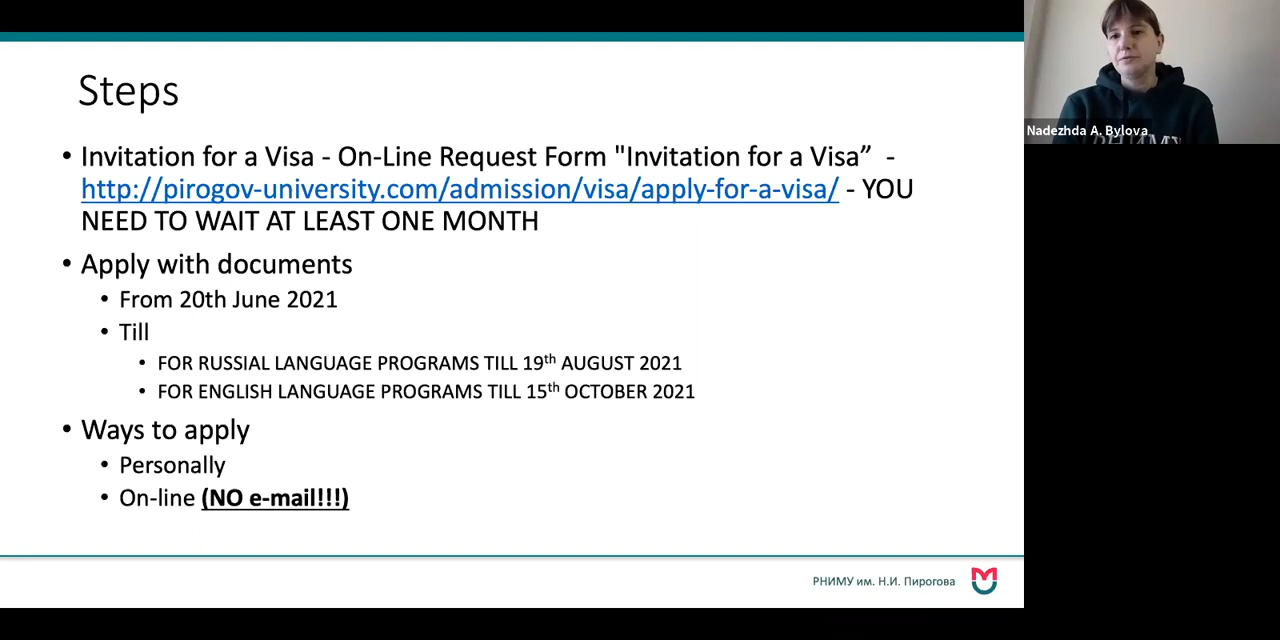 Steps
• Invitation for a Visa - On-Line Request Form "Invitation for a Visa” -
http://pirogov-university.com/admission/visa/apply-for-a-visa/ - YOU
NEED TO WAIT AT LEAST ONE MONTH
• Apply with documents
• From 20th June 2021
• Till
• FOR RUSSIAL LANGUAGE PROGRAMS TILL 19th AUGUST 2021
• FOR ENGLISH LANGUAGE PROGRAMS TILL 15th OCTOBER 2021
• Ways to apply
• Personally
• On-line (NO e-mail!!!)
РНИМУ им. Н.И. Пирогова
Nadezhda A. Bylova